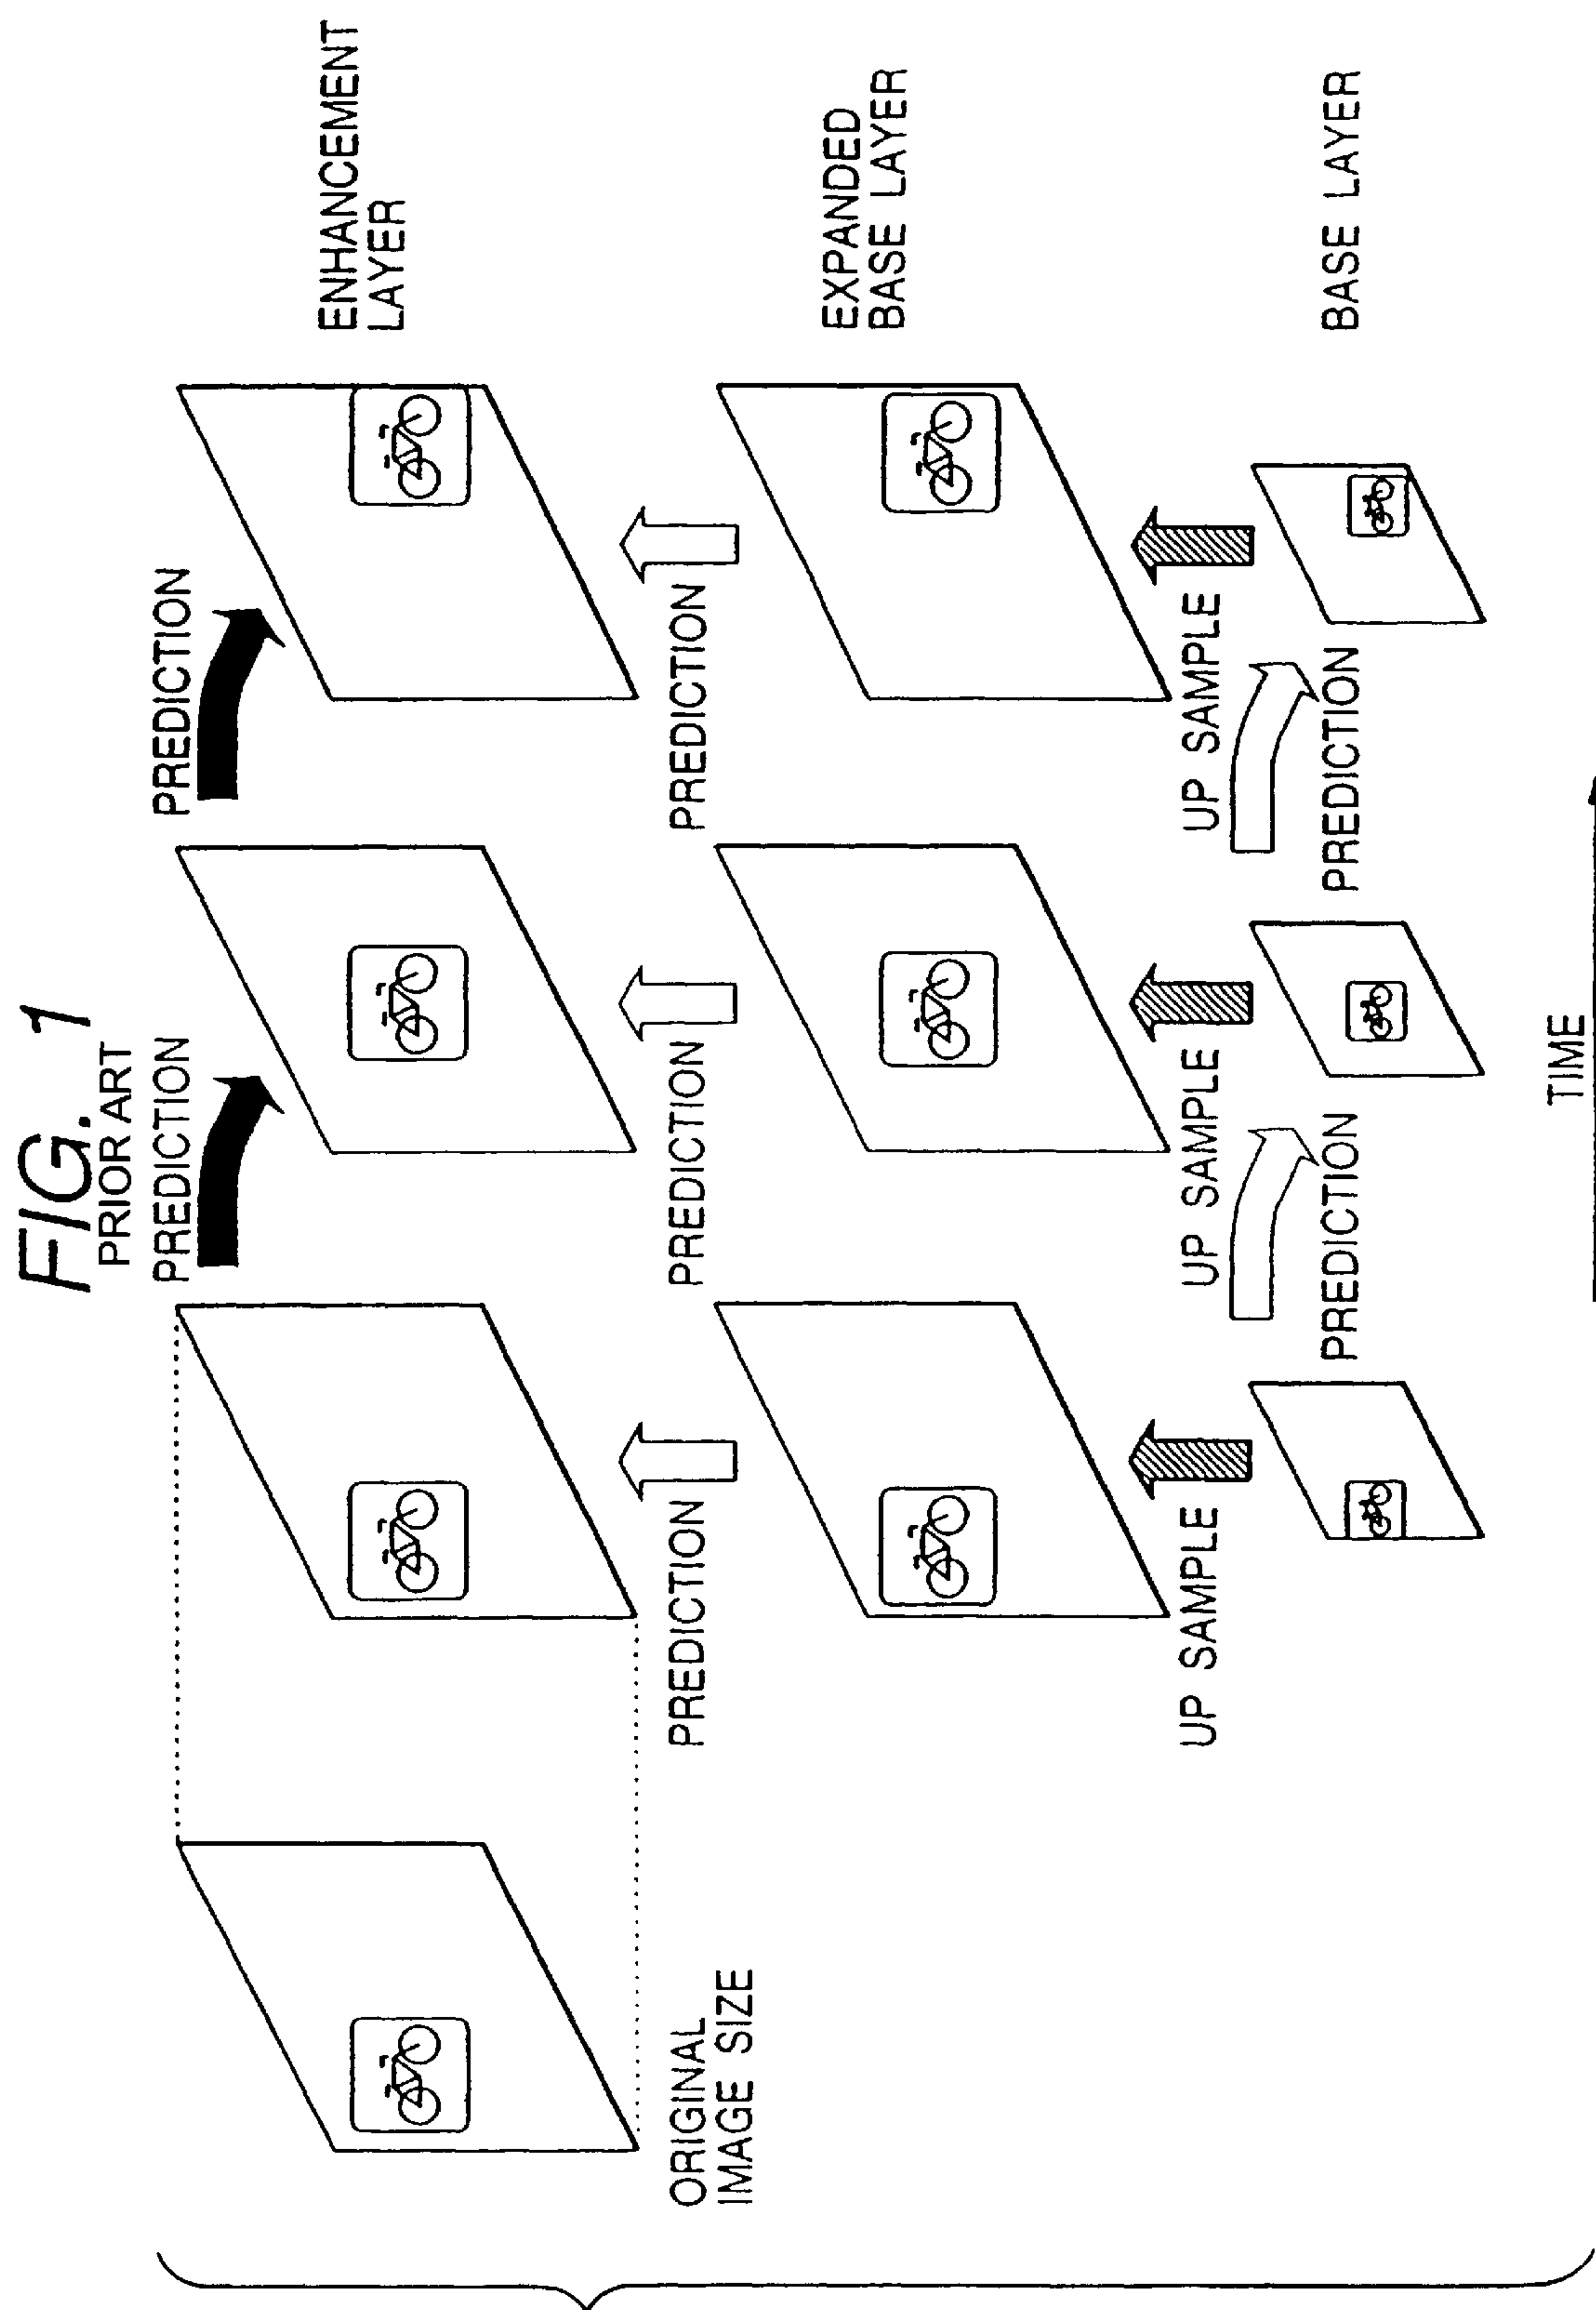 FIG. 1
PRIOR ART
PREDICTION
PREDICTION
ENHANCEMENT
LAYER
ORIGINAL
IMAGE SIZE
PREDICTION
PREDICTION
PREDICTION
EXPANDED
BASE LAYER
UP SAMPLE
UP SAMPLE
UP SAMPLE
PREDICTION
PREDICTION
BASE LAYER
TIME